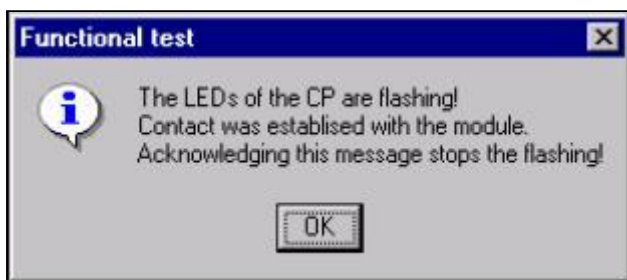 Functional test
The LEDs of the CP are flashing!
Contact was establised with the module.
Acknowledging this message stops the flashing!
OK